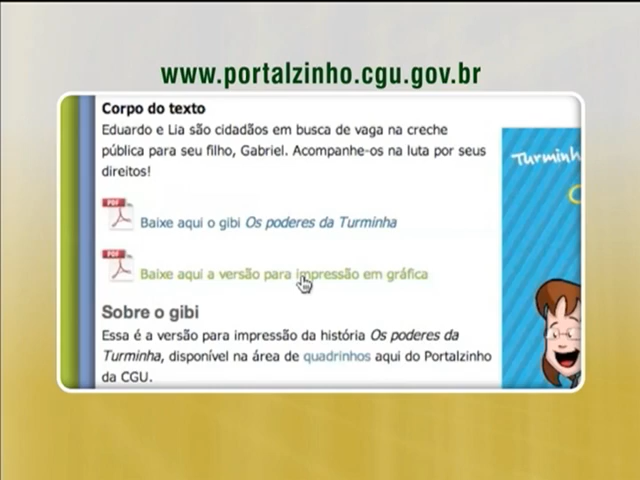 www.portalzinho.cgu.gov.br
Corpo do texto
Eduardo e Lia são cidadãos em busca de vaga na creche
pública para seu filho, Gabriel. Acompanhe-os na luta por seus
direitos!
PDF
Baixe aqui o gibi Os poderes da Turminha
PDF
Baixe aqui a versão para impressão em gráfica
Sobre o gibi
Essa é a versão para impressão da história Os poderes da
Turminha, disponível na área de quadrinhos aqui do Portalzinho
da CGU.
Turminh